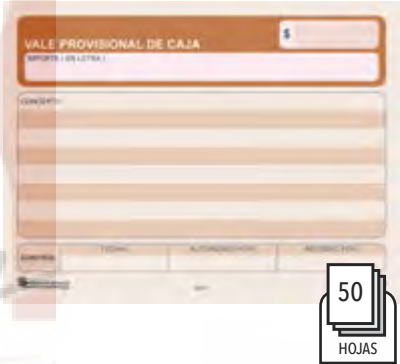 VALE PROVISIONAL DE CAJA
$
IMPORTE ( EN LETRA )
CONCEPTO
FECHA AUTORIZADO POR RECIBIDO POR
50
HOJAS